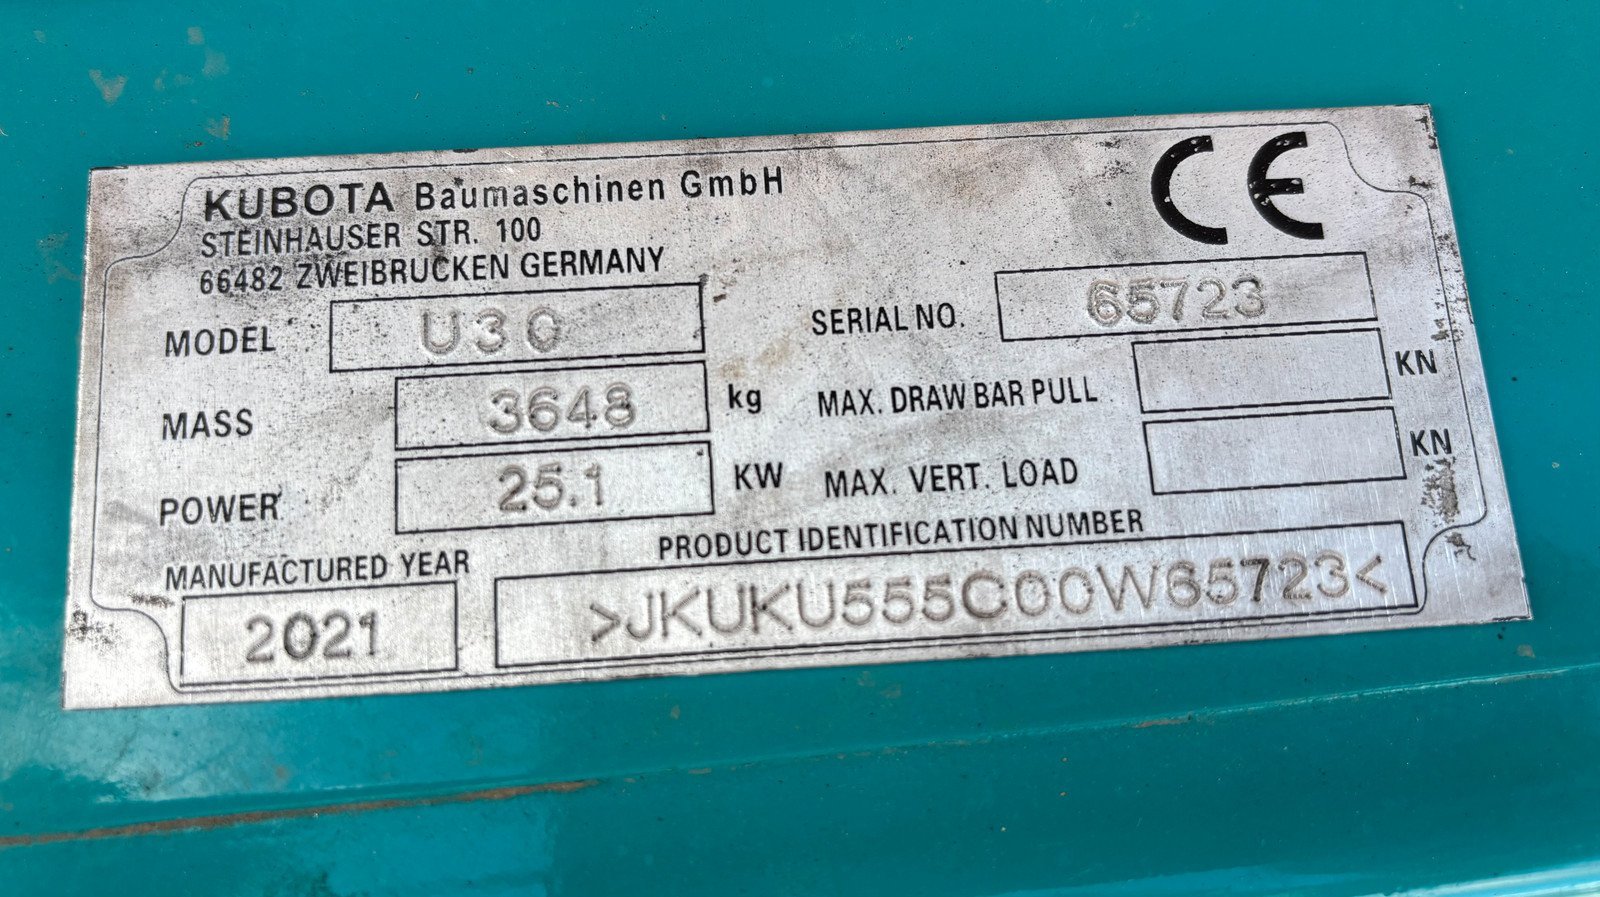 KUBOTA Baumaschinen GmbH
STEINHAUSER STR. 100
66482 ZWEIBRUCKEN GERMANY
CE
MODEL U30
SERIAL NO. 65723
MASS 3648 kg
MAX. DRAW BAR PULL KN
POWER 25.1 KW
MAX. VERT. LOAD KN
MANUFACTURED YEAR
2021
PRODUCT IDENTIFICATION NUMBER
>JKUKU555C00W65723<